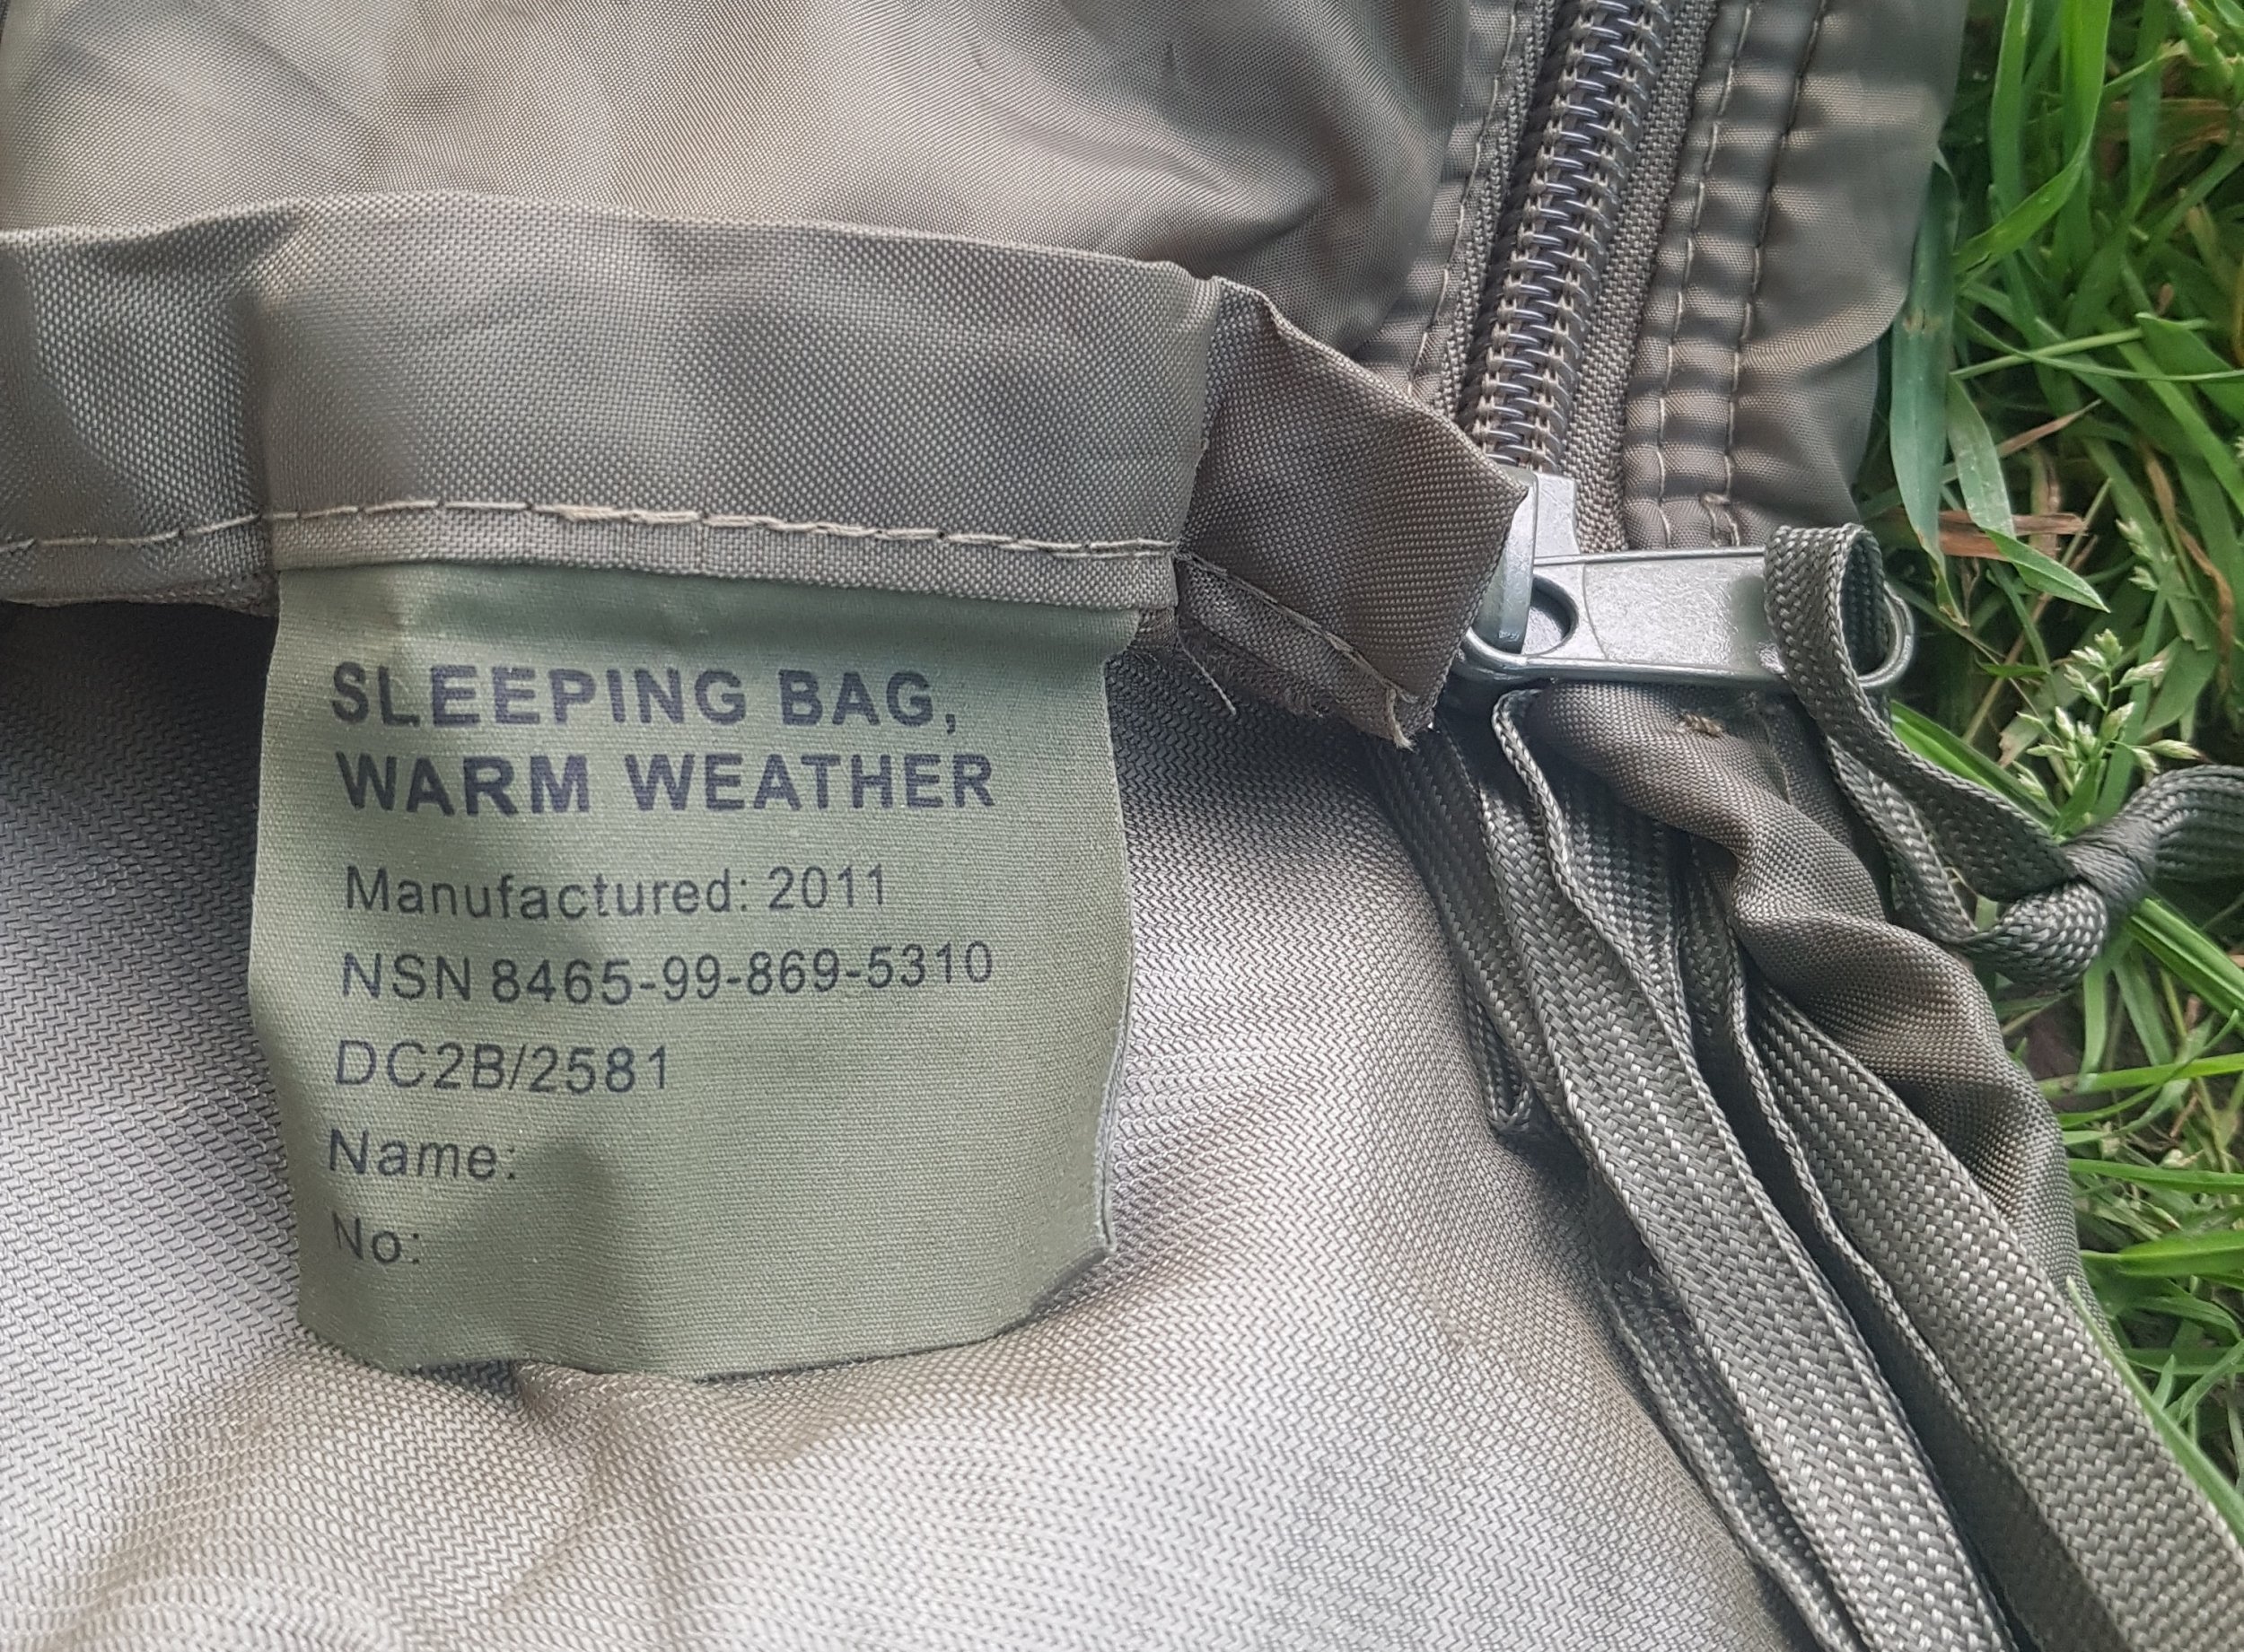 SLEEPING BAG,
WARM WEATHER
Manufactured: 2011
NSN 8465-99-869-5310
DC2B/2581
Name:
No: